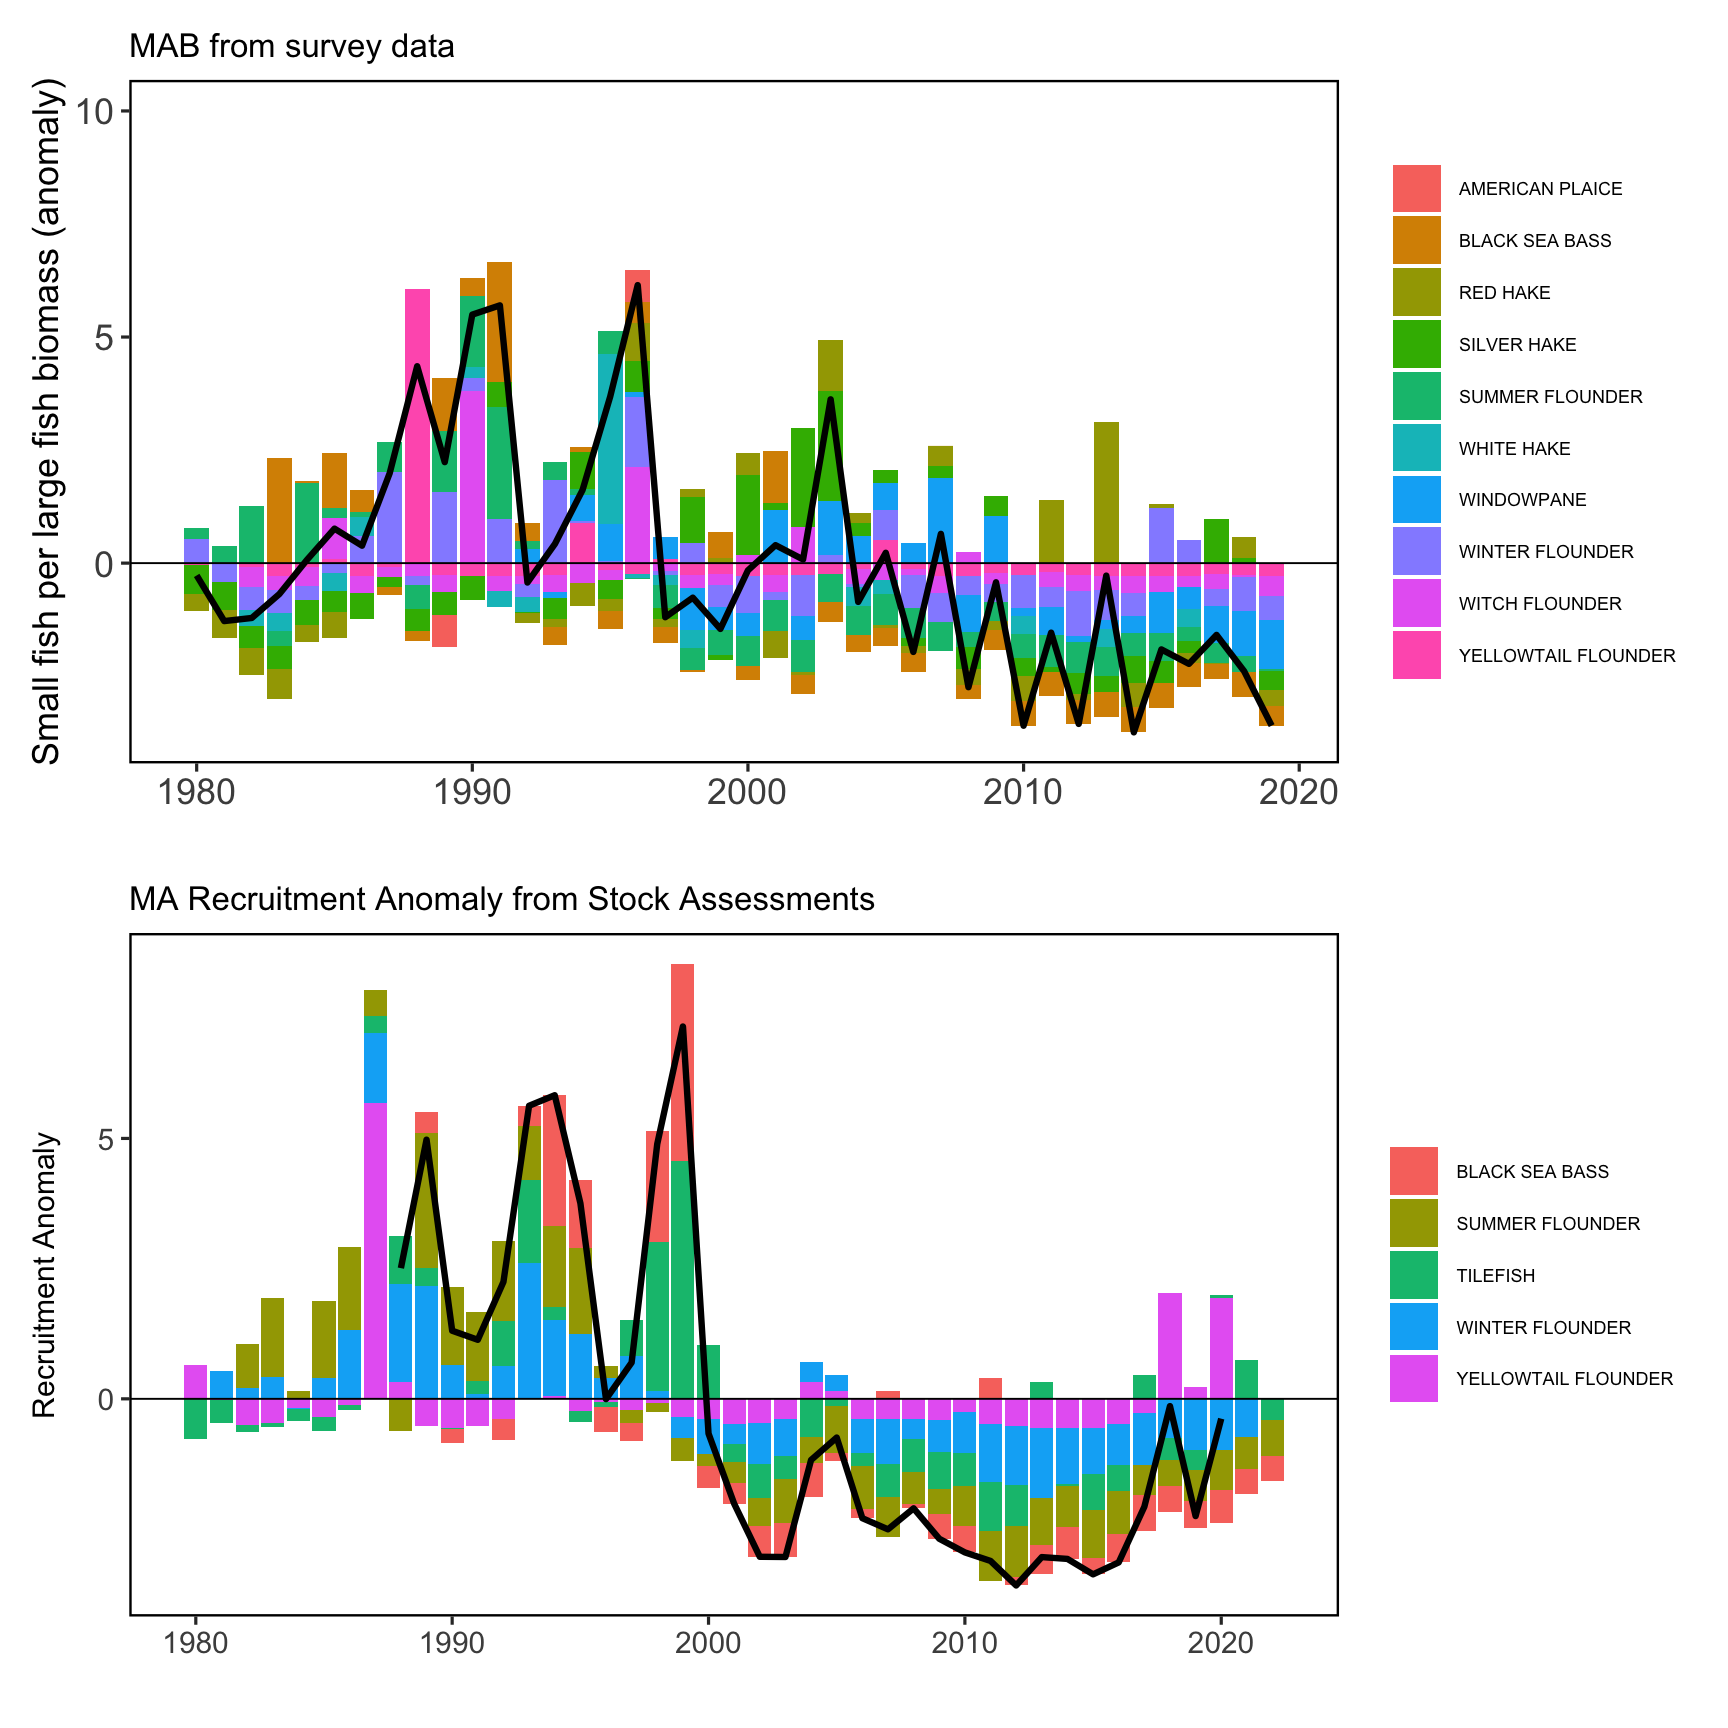 MAB from survey data
Small fish per large fish biomass (anomaly)
10
5
0
1980
1990
2000
2010
2020
AMERICAN PLAICE
BLACK SEA BASS
RED HAKE
SILVER HAKE
SUMMER FLOUNDER
WHITE HAKE
WINDOWPANE
WINTER FLOUNDER
WITCH FLOUNDER
YELLOWTAIL FLOUNDER
MA Recruitment Anomaly from Stock Assessments
Recruitment Anomaly
5
0
1980
1990
2000
2010
2020
BLACK SEA BASS
SUMMER FLOUNDER
TILEFISH
WINTER FLOUNDER
YELLOWTAIL FLOUNDER